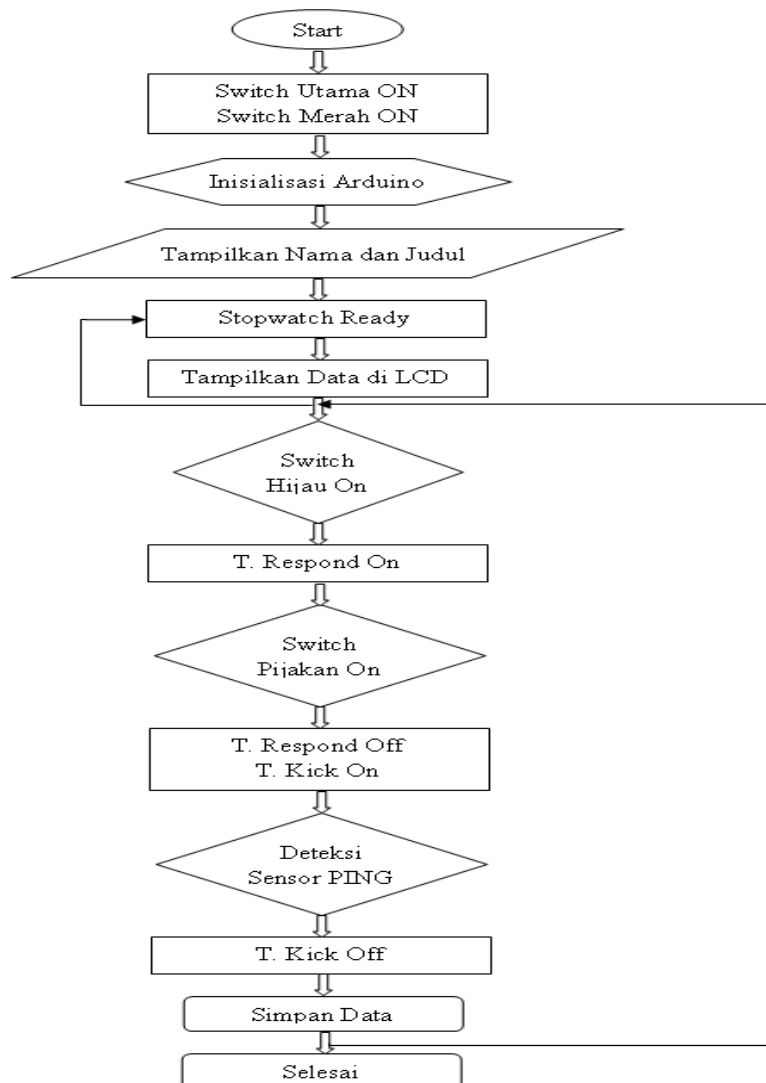 Start
Switch Utama ON
Switch Merah ON
Inisialisasi Arduino
Tampilkan Nama dan Judul
Stopwatch Ready
Tampilkan Data di LCD
Switch
Hijau On
T. Respond On
Switch
Pijakan On
T. Respond Off
T. Kick On
Deteksi
Sensor PING
T. Kick Off
Simpan Data
Selesai